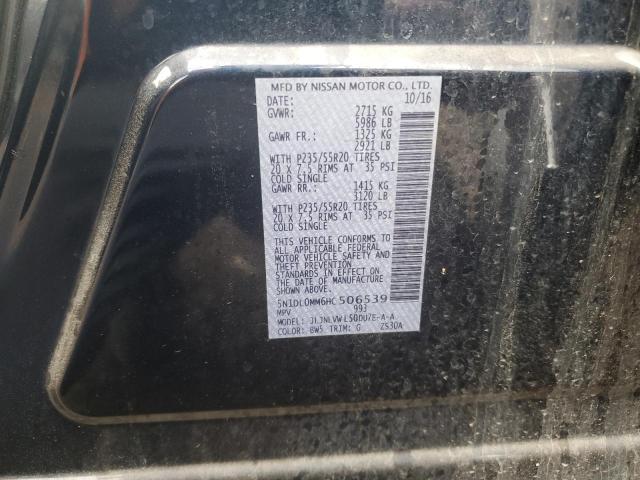 MFD BY NISSAN MOTOR CO., LTD.
DATE: 10/16
GVWR: 2715 KG
5986 LB
GAWR FR.: 1325 KG
2921 LB
WITH P235/55R20 TIRES
20 X 7.5 RIMS AT 35 PSI
COLD SINGLE
GAWR RR.: 1415 KG
3120 LB
WITH P235/55R20 TIRES
20 X 7.5 RIMS AT 35 PSI
COLD SINGLE
THIS VEHICLE CONFORMS TO
ALL APPLICABLE FEDERAL
MOTOR VEHICLE SAFETY AND
THEFT PREVENTION
STANDARDS IN EFFECT ON
THE DATE OF MANUFACTURE
SHOWN ABOVE.
5N1DL0MM6HC506539
MPV 993
MODEL: JLJNLVWL50DU7E-A-A
COLOR: BW5 TRIM: G ZS30A